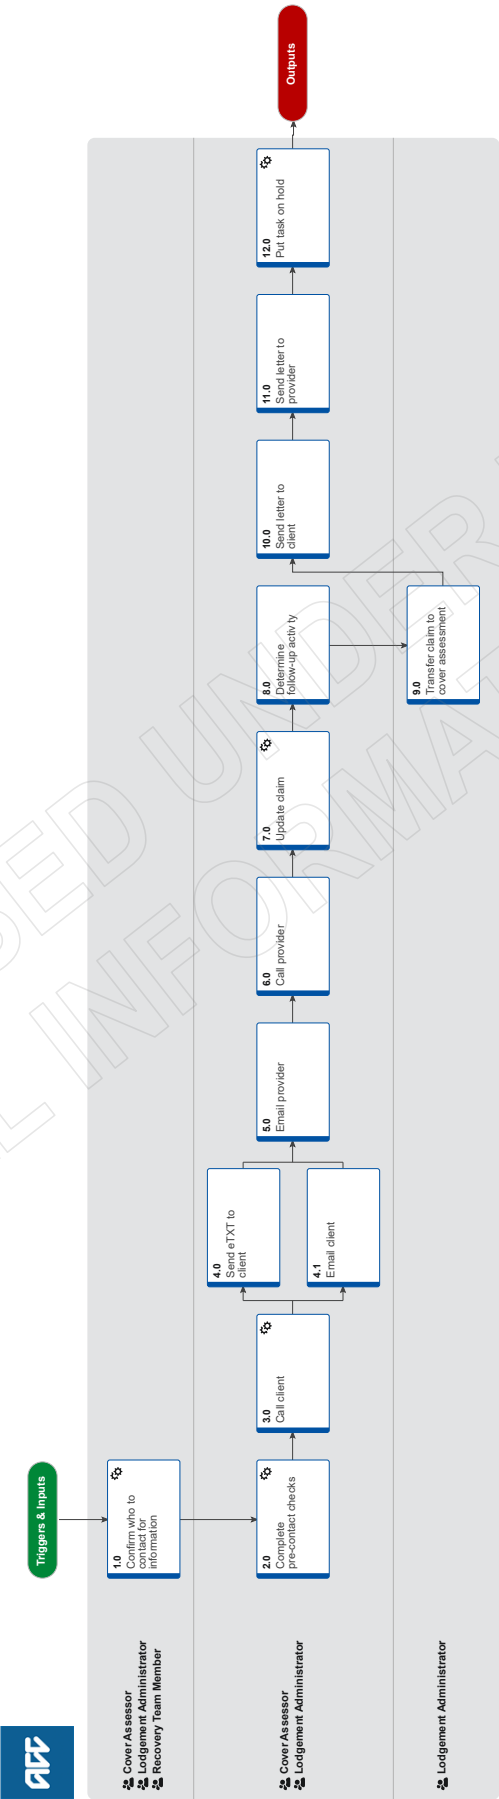 ACC
Triggers & Inputs
Cover Assessor
Lodgement Administrator
Recovery Team Member
1.0
Confirm who to
contact for
information
Cover Assessor
Lodgement Administrator
2.0
Complete
pre-contact checks
3.0
Call client
4.0
Send eTXT to
client
4.1
Email client
5.0
Email provider
6.0
Call provider
7.0
Update claim
8.0
Determine
follow-up activity
10.0
Send letter to
client
11.0
Send letter to
provider
12.0
Put task on hold
Outputs
Lodgement Administrator
9.0
Transfer claim to
cover assessment